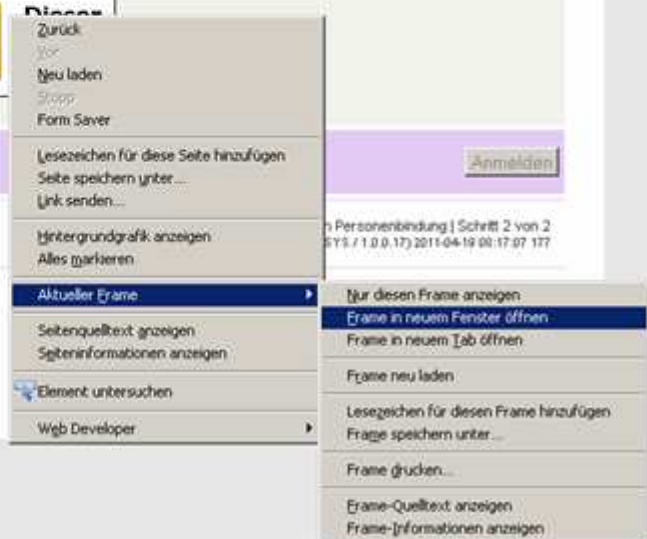 Dieser
Zurück
Vor
Neu laden
Stopp
Form Saver
Lesezeichen für diese Seite hinzufügen
Seite speichern unter...
Link senden...
Hintergrundgrafik anzeigen
Alles markieren
Aktueller Frame
Seitenquelltext anzeigen
Seiteninformationen anzeigen
Element untersuchen
Web Developer
Anmelden
n Personenbindung | Schritt 2 von 2
SYS / 1.0.0.17) 2011-04-19 08:17:07 177
Nur diesen Frame anzeigen
Frame in neuem Fenster öffnen
Frame in neuem Tab öffnen
Frame neu laden
Lesezeichen für diesen Frame hinzufügen
Frame speichern unter...
Frame drucken...
Frame-Quelltext anzeigen
Frame-Informationen anzeigen